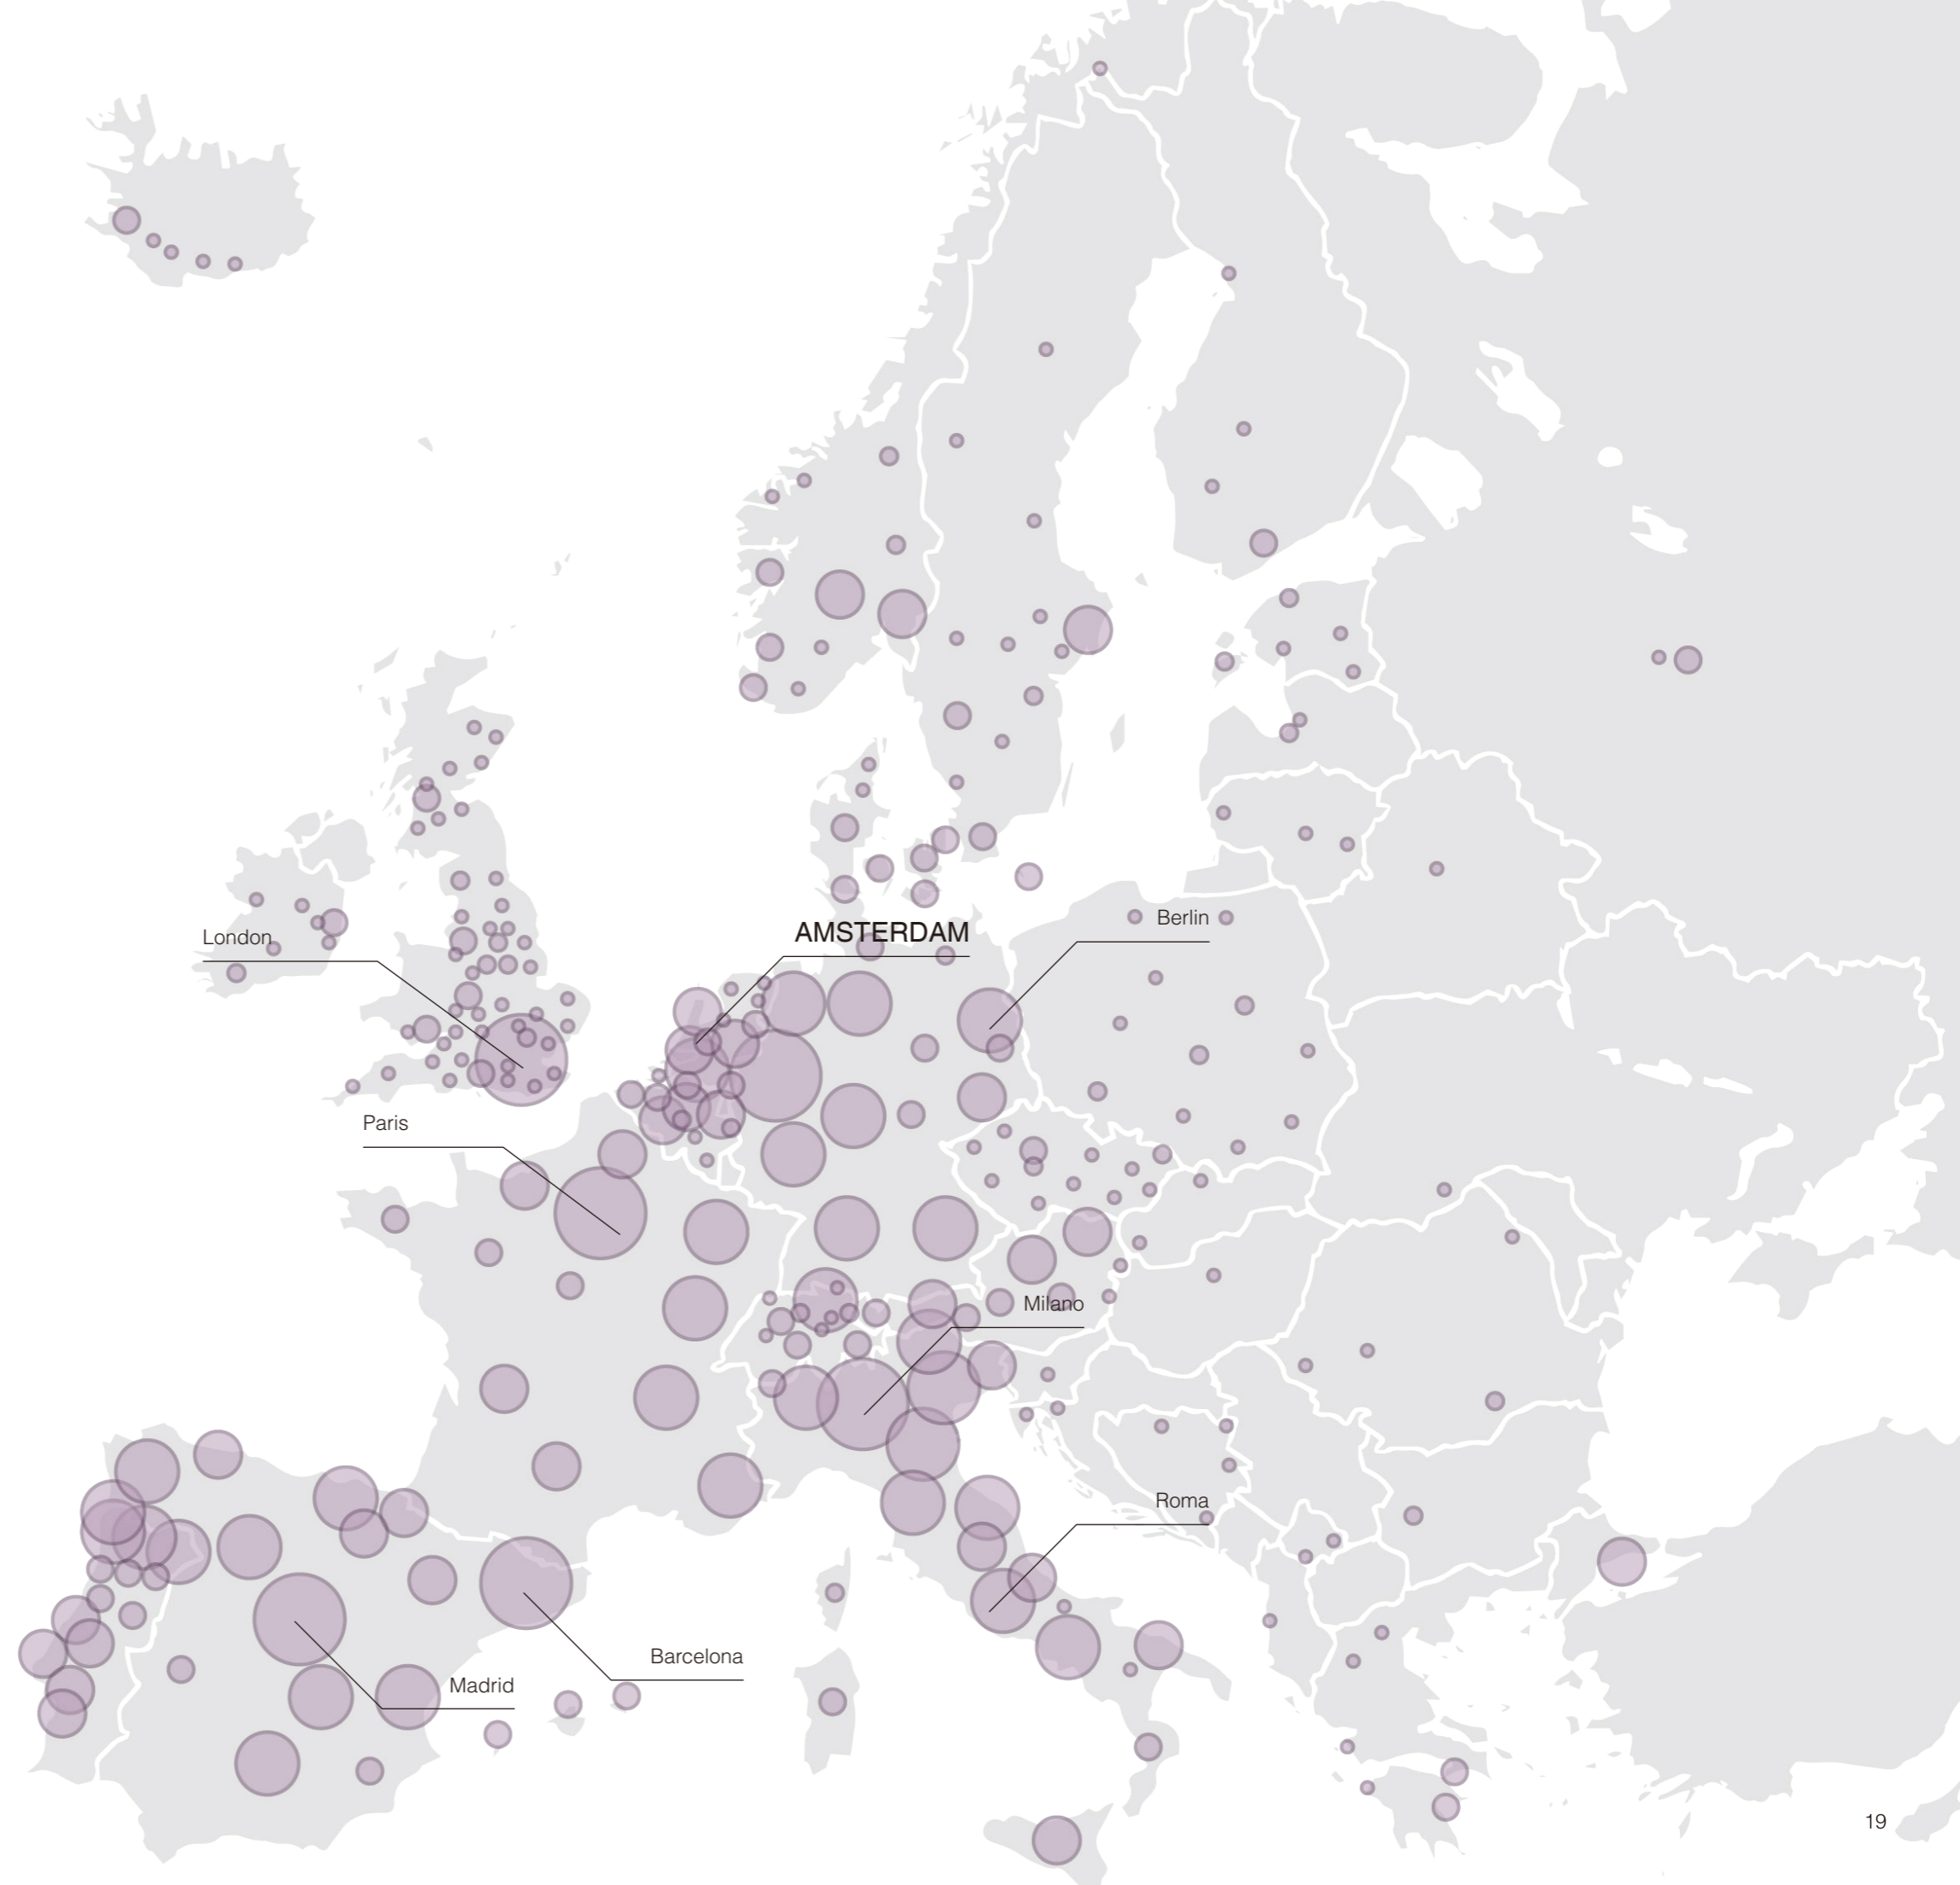 London
AMSTERDAM
Berlin
Paris
Milano
Roma
Barcelona
Madrid
19